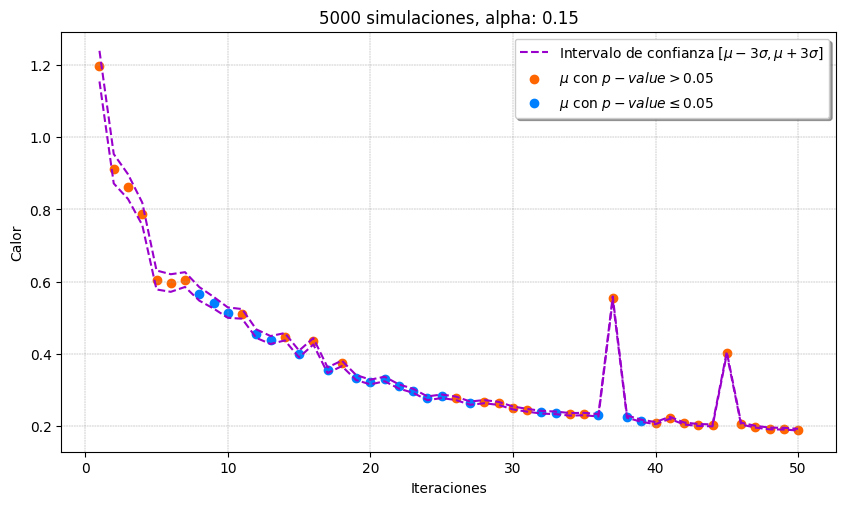 5000 simulaciones, alpha: 0.15
Intervalo de confianza [μ − 3σ, μ + 3σ]
μ con p − value > 0.05
μ con p − value ≤ 0.05
Calor
1.2
1.0
0.8
0.6
0.4
0.2
0 10 20 30 40 50
Iteraciones